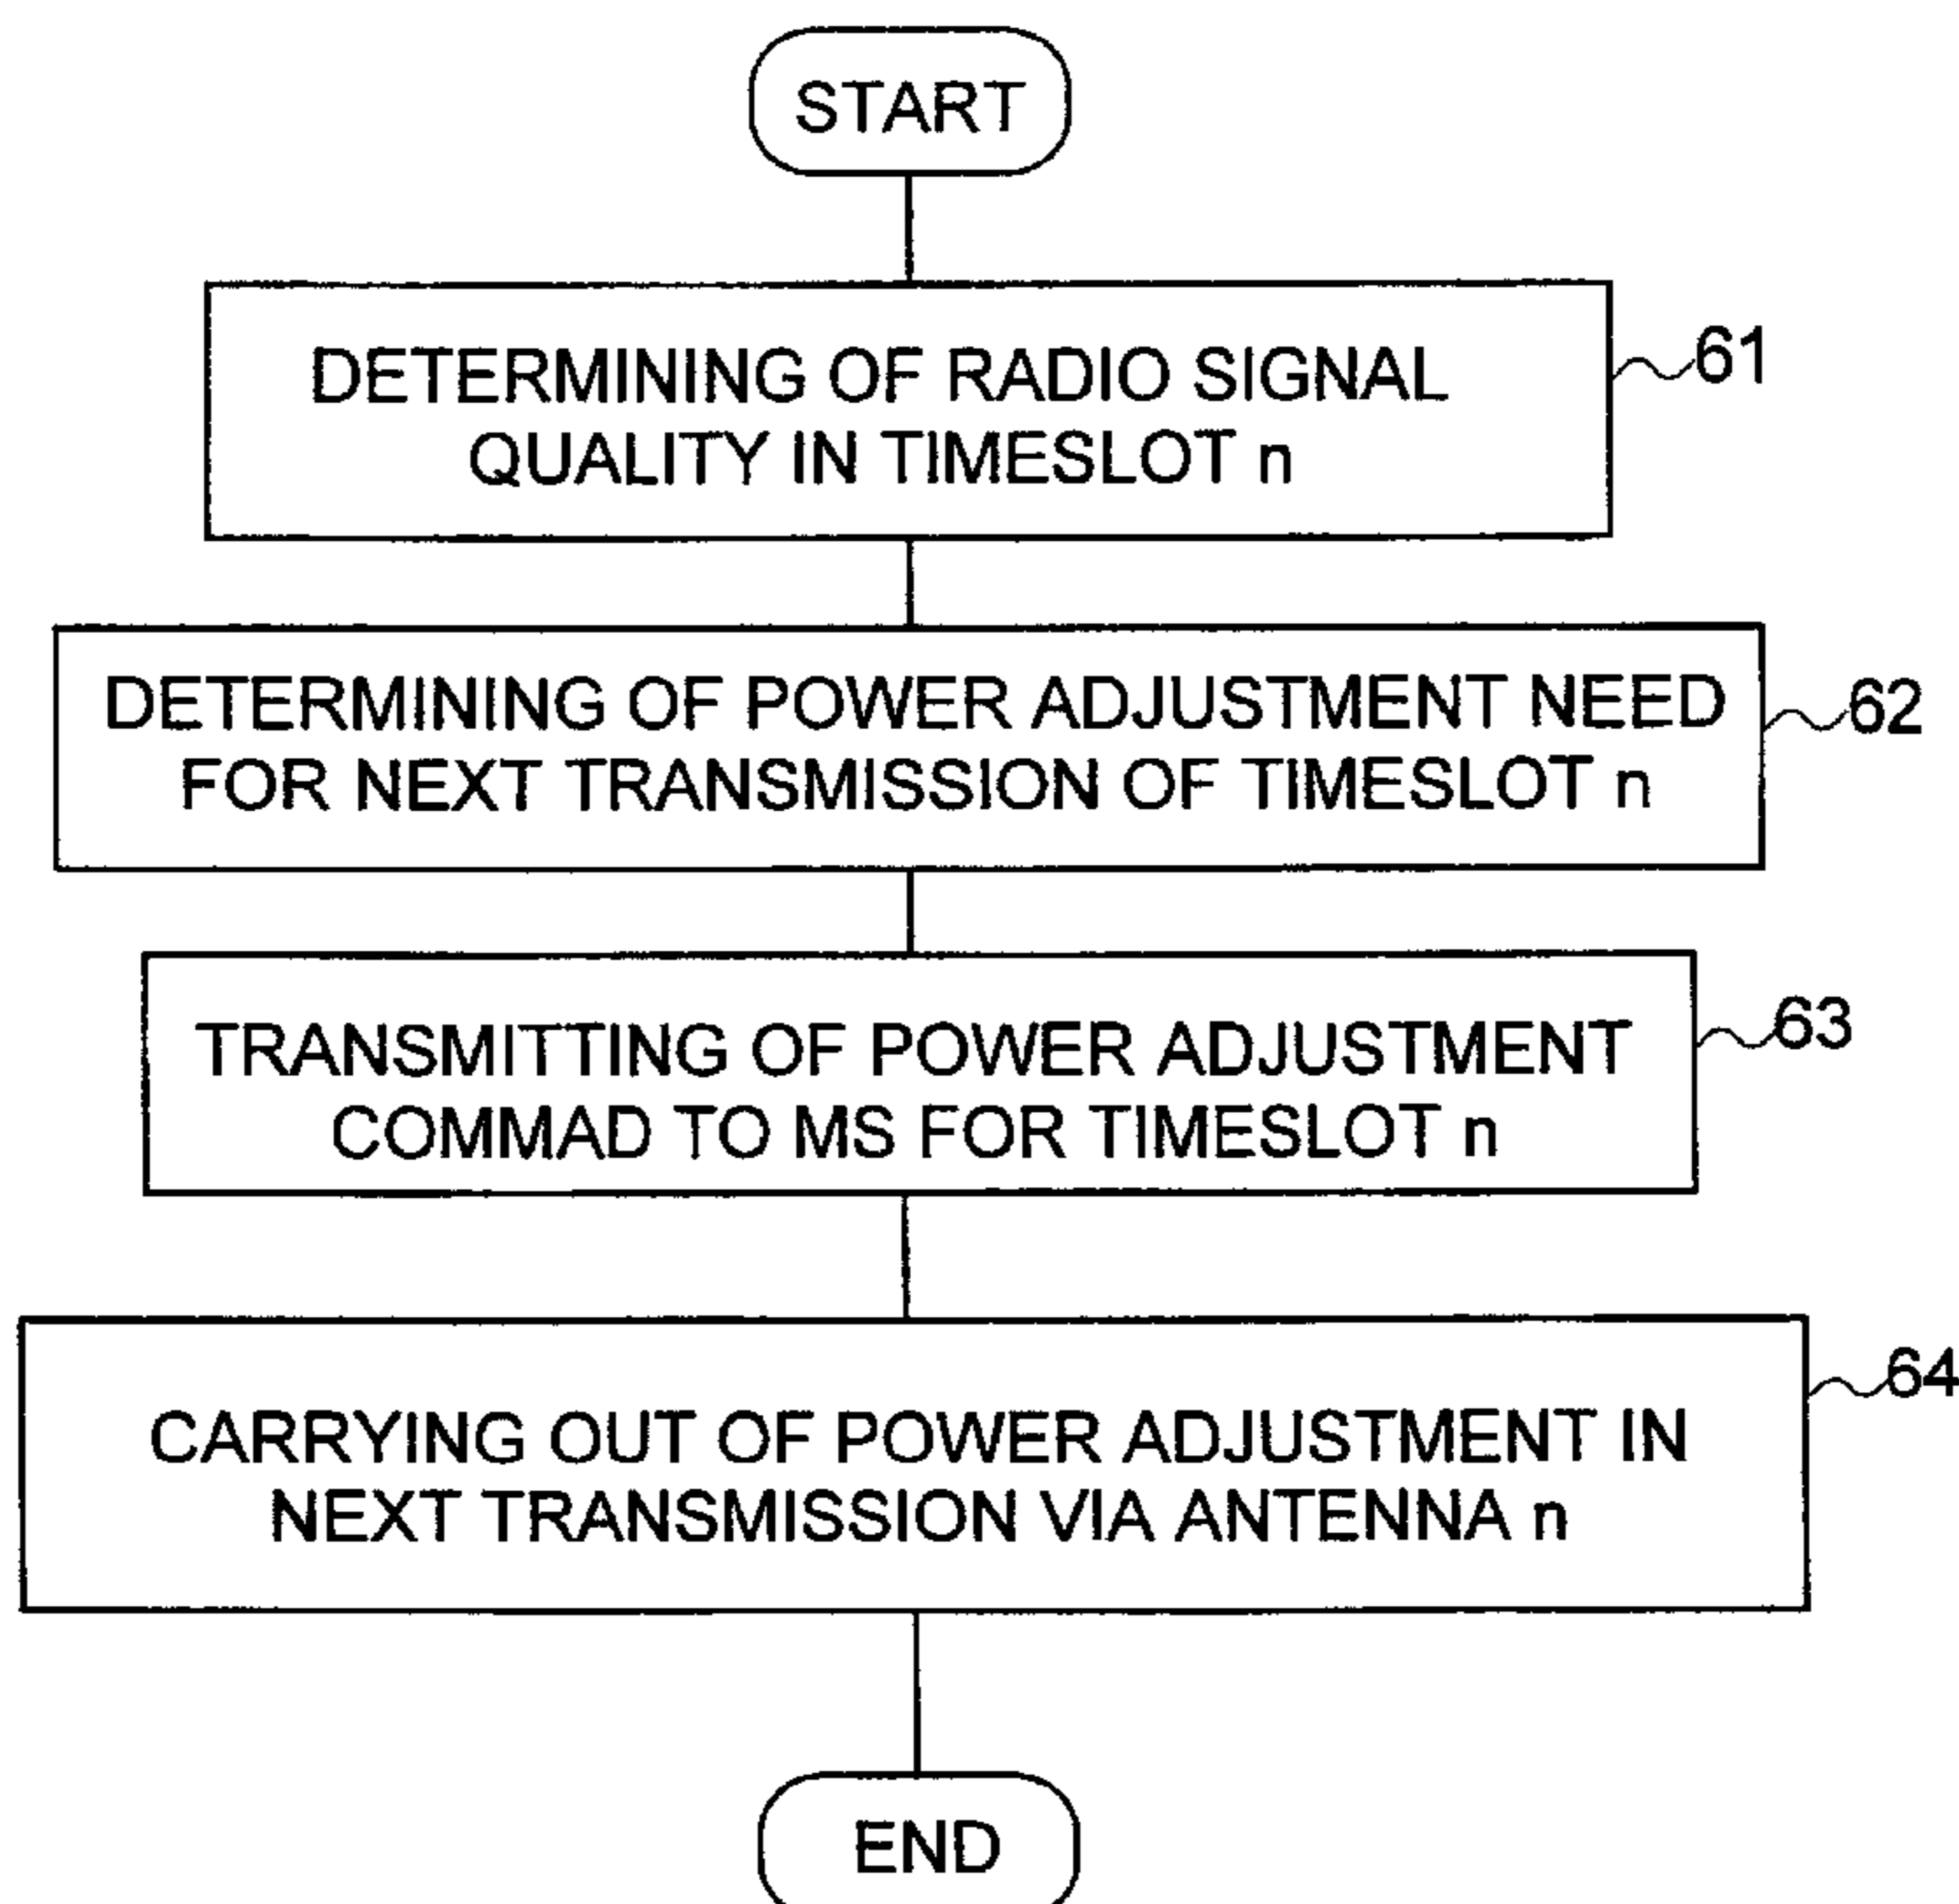 START
DETERMINING OF RADIO SIGNAL
QUALITY IN TIMESLOT n
61
DETERMINING OF POWER ADJUSTMENT NEED
FOR NEXT TRANSMISSION OF TIMESLOT n
62
TRANSMITTING OF POWER ADJUSTMENT
COMMAD TO MS FOR TIMESLOT n
63
CARRYING OUT OF POWER ADJUSTMENT IN
NEXT TRANSMISSION VIA ANTENNA n
64
END